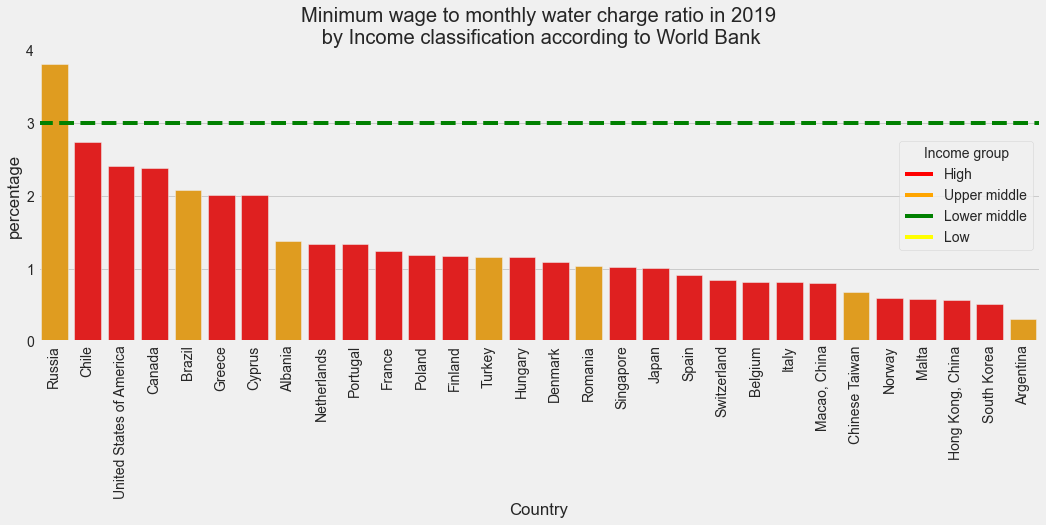 Minimum wage to monthly water charge ratio in 2019
by Income classification according to World Bank
percentage
4
3
2
1
0
Income group
High
Upper middle
Lower middle
Low
Russia
Chile
United States of America
Canada
Brazil
Greece
Cyprus
Albania
Netherlands
Portugal
France
Poland
Finland
Turkey
Hungary
Denmark
Romania
Singapore
Japan
Spain
Switzerland
Belgium
Italy
Macao, China
Chinese Taiwan
Norway
Malta
Hong Kong, China
South Korea
Argentina
Country